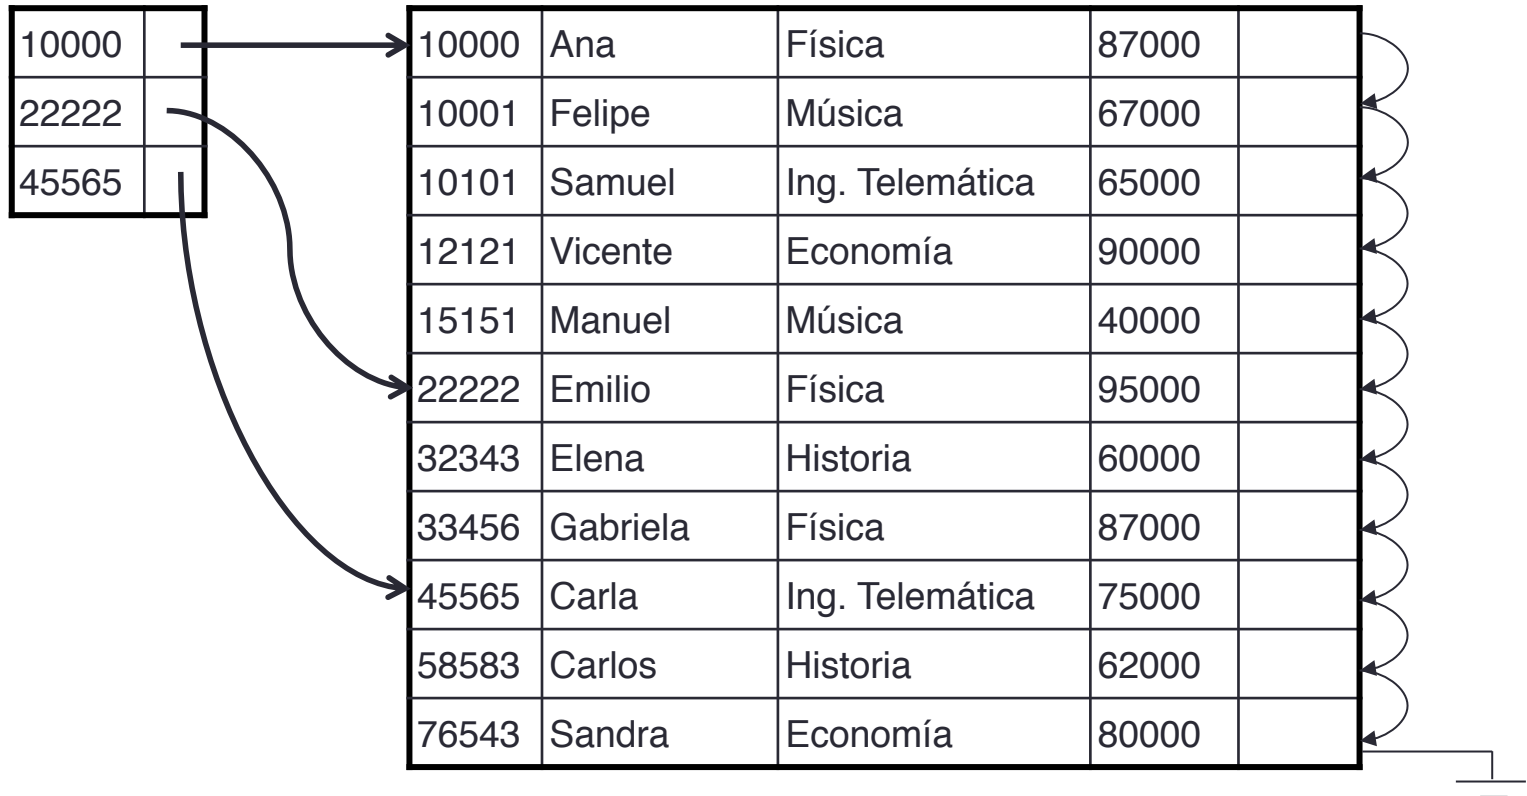 10000
22222
45565
10000 Ana Física 87000
10001 Felipe Música 67000
10101 Samuel Ing. Telemática 65000
12121 Vicente Economía 90000
15151 Manuel Música 40000
22222 Emilio Física 95000
32343 Elena Historia 60000
33456 Gabriela Física 87000
45565 Carla Ing. Telemática 75000
58583 Carlos Historia 62000
76543 Sandra Economía 80000